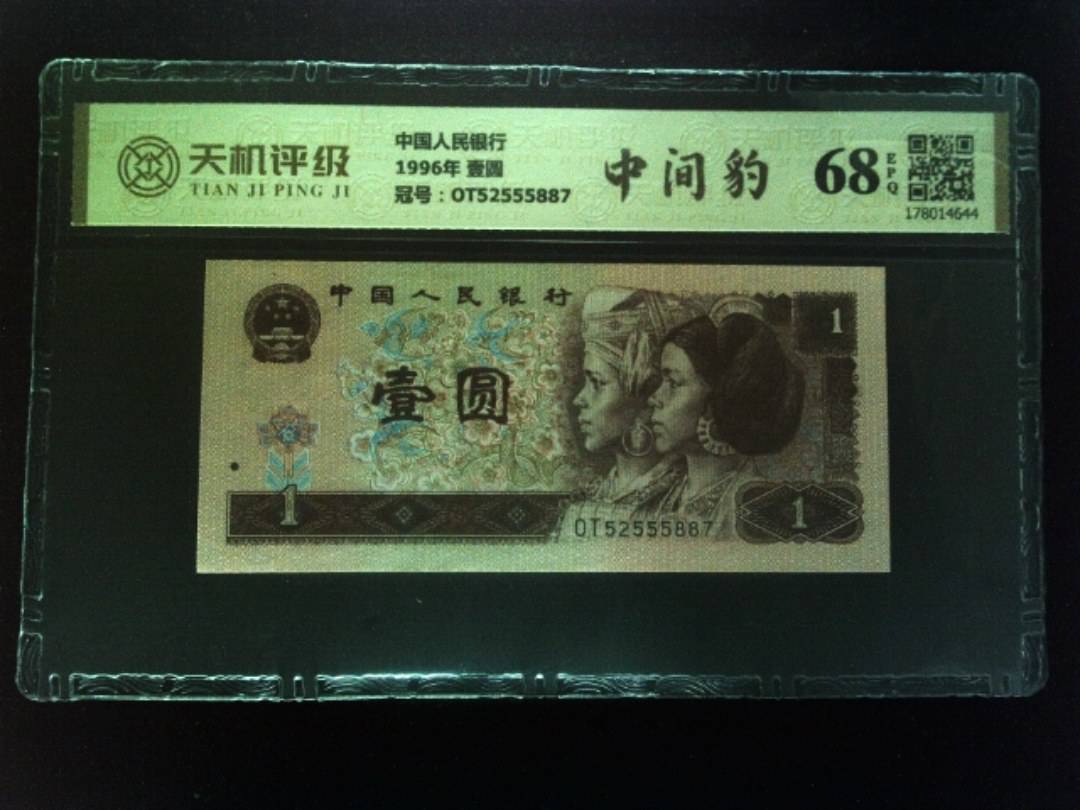 天机评级
TIAN JI PING JI
中国人民银行
1996年 壹圆
冠号：OT52555887
中间豹
68
EPQ
178014644
中国人民银行
1
壹圆
1
OT52555887
1